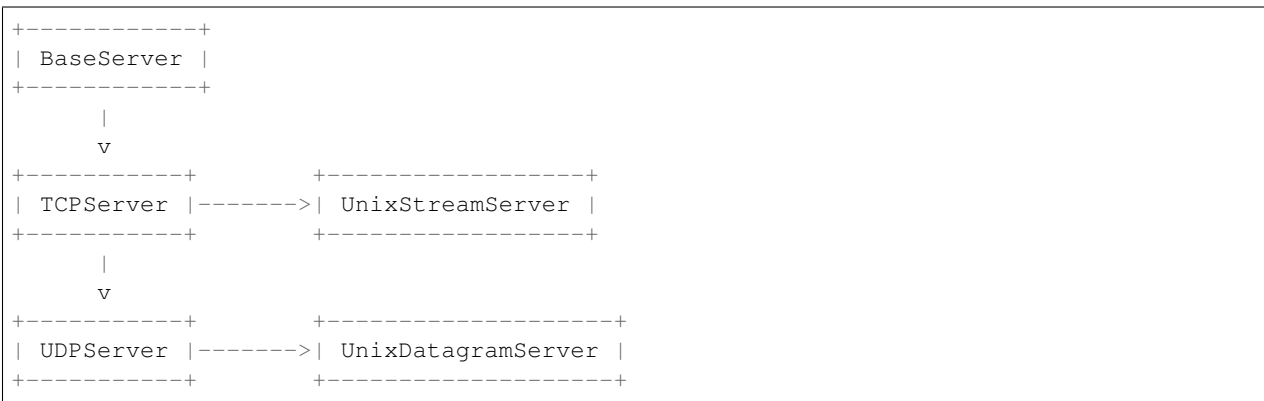 +------------+
| BaseServer |
+------------+
      |
      v
+-----------+        +------------------+
| TCPServer |------->| UnixStreamServer |
+-----------+        +------------------+
      |
      v
+-----------+        +--------------------+
| UDPServer |------->| UnixDatagramServer |
+-----------+        +--------------------+